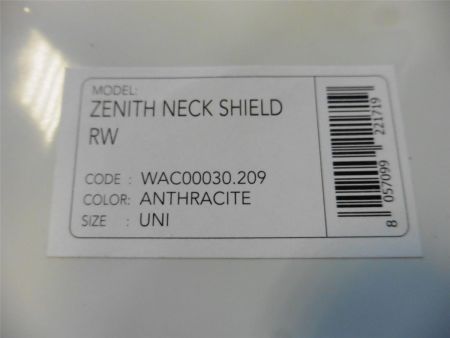 MODEL:
ZENITH NECK SHIELD
RW
CODE : WAC00030.209
COLOR: ANTHRACITE
SIZE : UNI
8 057099 221719